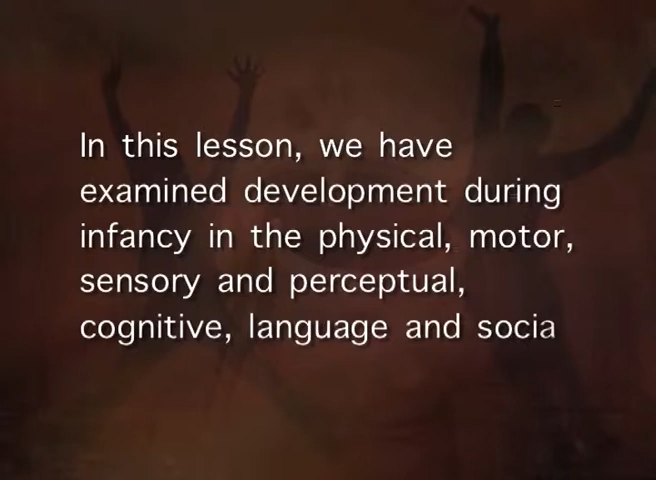 In this lesson, we have
examined development during
infancy in the physical, motor,
sensory and perceptual,
cognitive, language and socia